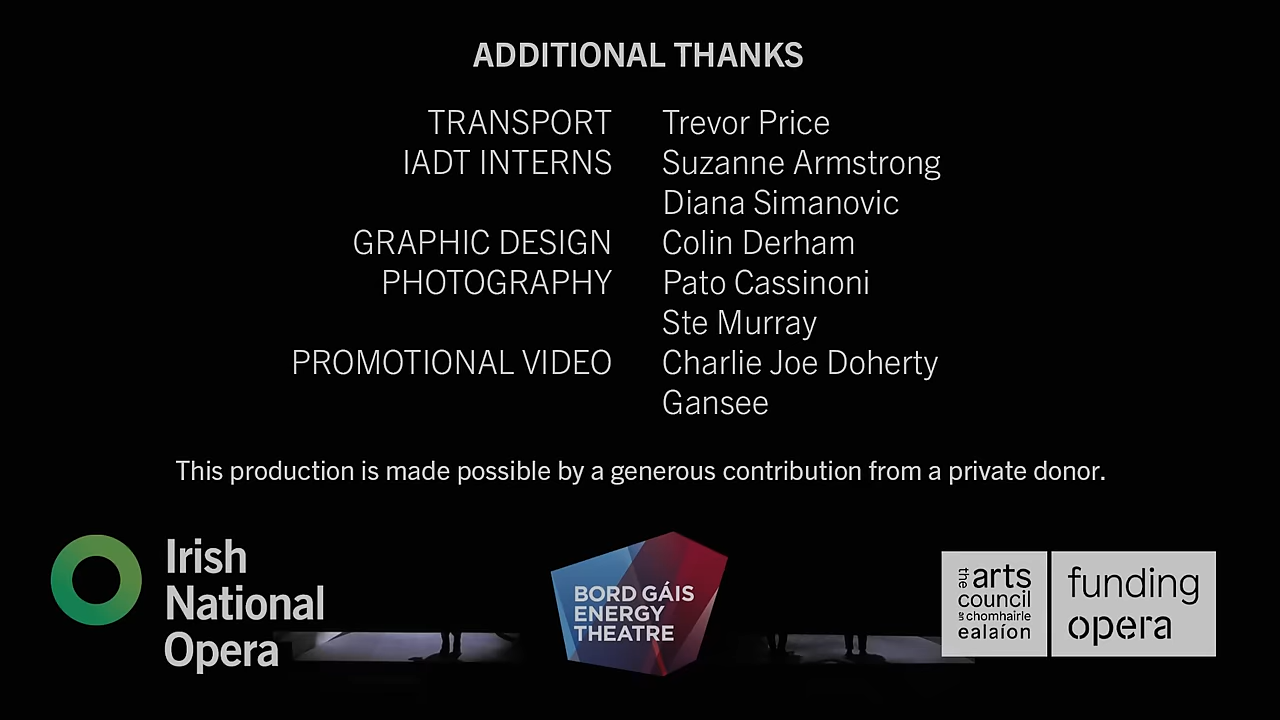 ADDITIONAL THANKS
TRANSPORT Trevor Price
IADT INTERNS Suzanne Armstrong
Diana Simanovic
GRAPHIC DESIGN Colin Derham
PHOTOGRAPHY Pato Cassinoni
Ste Murray
PROMOTIONAL VIDEO Charlie Joe Doherty
Gansee
This production is made possible by a generous contribution from a private donor.
Irish
National
Opera
BORD GÁIS
ENERGY
THEATRE
the arts
council
chomhairle
ealaíon
funding
opera